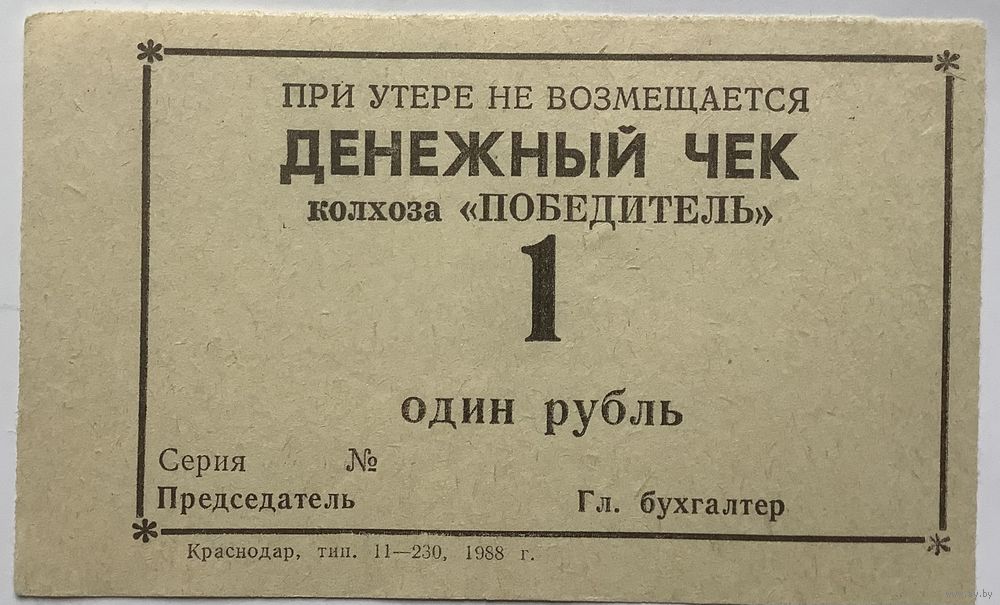 ПРИ УТЕРЕ НЕ ВОЗМЕЩАЕТСЯ
ДЕНЕЖНЫЙ ЧЕК
колхоза «ПОБЕДИТЕЛЬ»
1
один рубль
Серия №
Председатель Гл. бухгалтер
Краснодар, тип. 11—230, 1988 г.